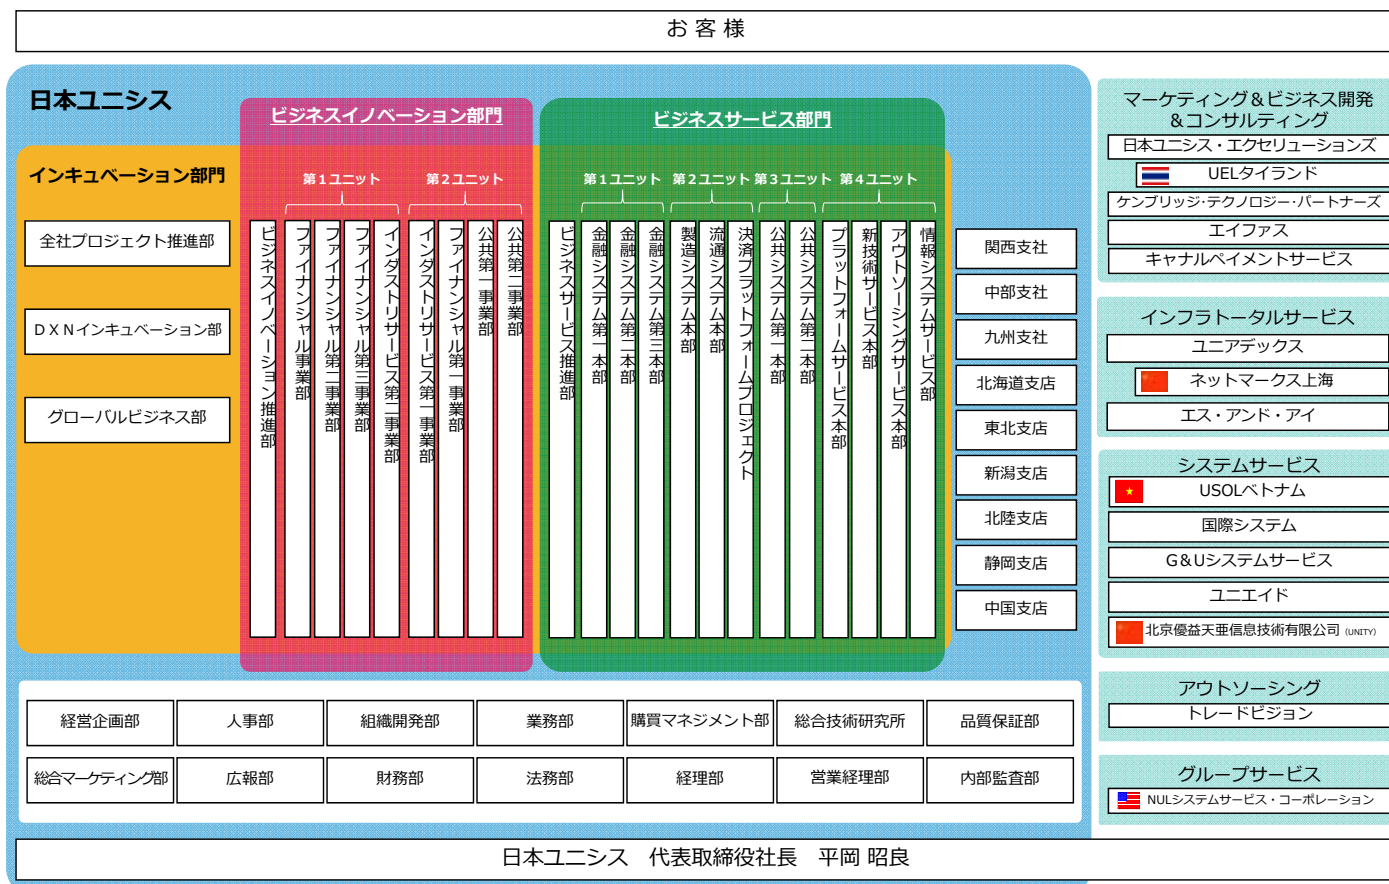 お客様
日本ユニシス
ビジネスイノベーション部門
ビジネスサービス部門
インキュベーション部門
全社プロジェクト推進部
ＤＸＮインキュベーション部
グローバルビジネス部
第１ユニット
第２ユニット
ビジネスイノベーション推進部
ファイナンシャル事業部
ファイナンシャル第二事業部
ファイナンシャル第三事業部
インダストリサービス第二事業部
インダストリサービス第一事業部
ファイナンシャル第一事業部
公共第一事業部
公共第二事業部
第１ユニット
第２ユニット
第３ユニット
第４ユニット
ビジネスサービス推進部
金融システム第一本部
金融システム第二本部
金融システム第三本部
製造システム本部
流通システム本部
決済プラットフォームプロジェクト
公共システム第一本部
公共システム第二本部
プラットフォームサービス本部
新技術サービス本部
アウトソーシングサービス本部
情報システムサービス部
関西支社
中部支社
九州支社
北海道支店
東北支店
新潟支店
北陸支店
静岡支店
中国支店
経営企画部
人事部
組織開発部
業務部
購買マネジメント部
総合技術研究所
品質保証部
総合マーケティング部
広報部
財務部
法務部
経理部
営業経理部
内部監査部
日本ユニシス　代表取締役社長　平岡 昭良
マーケティング＆ビジネス開発
＆コンサルティング
日本ユニシス・エクセリューションズ
UELタイランド
ケンブリッジ・テクノロジー・パートナーズ
エイファス
キャナルペイメントサービス
インフラトータルサービス
ユニアデックス
ネットマークス上海
エス・アンド・アイ
システムサービス
USOLベトナム
国際システム
G&Uシステムサービス
ユニエイド
北京優益天亜信息技術有限公司 (UNITY)
アウトソーシング
トレードビジョン
グループサービス
NULシステムサービス・コーポレーション